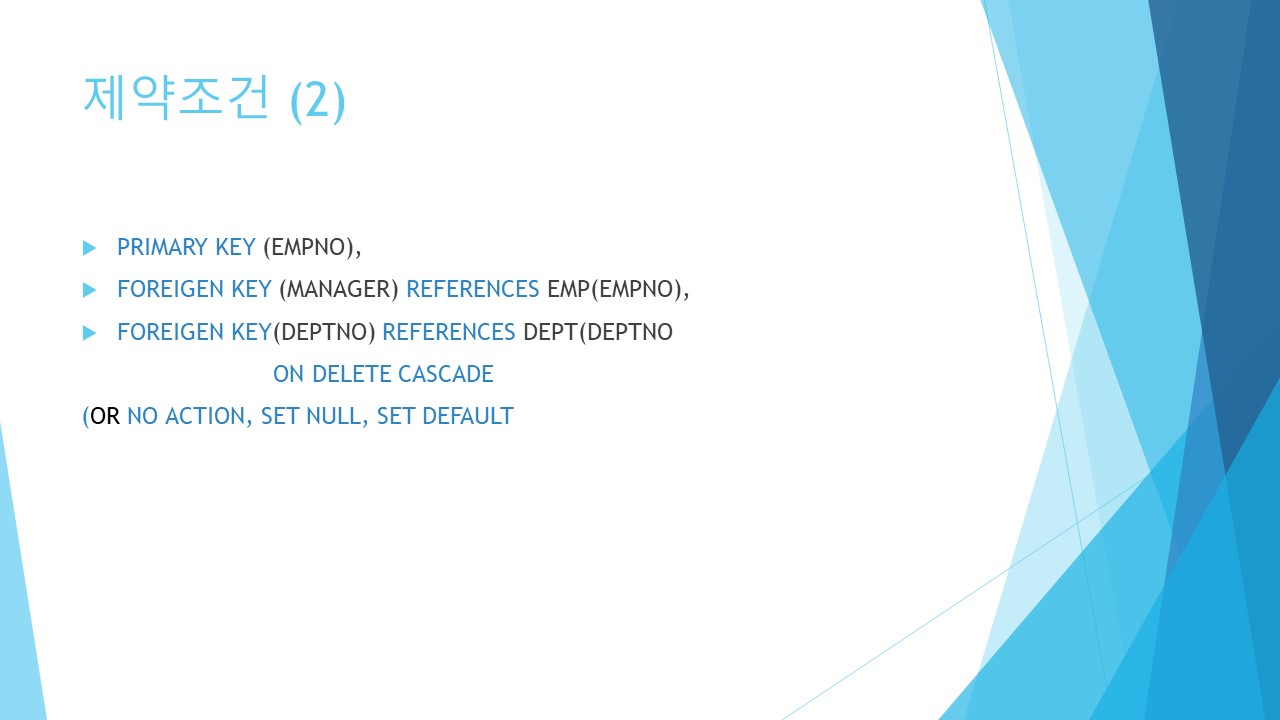 제약조건 (2)
PRIMARY KEY (EMPNO),
FOREIGEN KEY (MANAGER) REFERENCES EMP(EMPNO),
FOREIGEN KEY(DEPTNO) REFERENCES DEPT(DEPTNO
ON DELETE CASCADE
(OR NO ACTION, SET NULL, SET DEFAULT